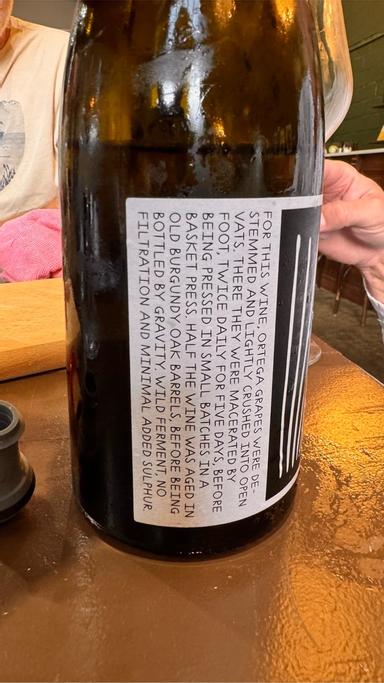 FOR THIS WINE, ORTEGA GRAPES WERE DE-
STEMMED AND LIGHTLY CRUSHED INTO OPEN
VATS, THERE THEY WERE MACERATED BY
FOOT, TWICE DAILY FOR FIVE DAYS, BEFORE
BEING PRESSED IN SMALL BATCHES IN A
BASKET PRESS, HALF THE WINE WAS AGED IN
OLD BURGUNDY OAK BARRELS, BEFORE BEING
BOTTLED BY GRAVITY. WILD FERMENT NO
FILTRATION AND MINIMAL ADDED SULPHUR.